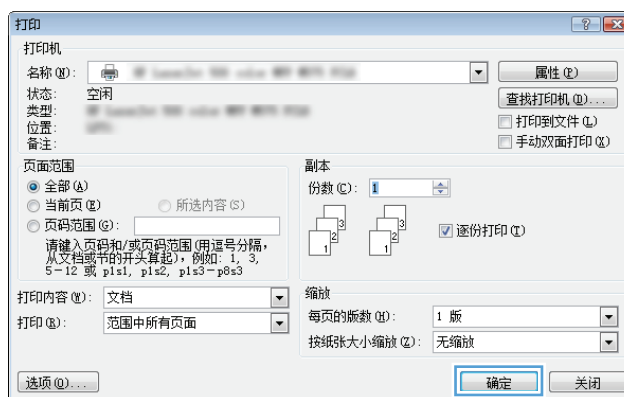 打印
打印机
名称(N):
属性(P)
状态: 空闲
查找打印机(D)...
类型:
位置:
打印到文件(L)
备注:
手动双面打印(X)
页面范围
全部(A)
当前页(E) 所选内容(S)
页码范围(G):
请键入页码和/或页码范围(用逗号分隔，
从文档或节的开头算起)，例如: 1, 3,
5-12 或 p1s1, p1s2, p1s3-p8s3
副本
份数(C): 1
3 3
2 2
1 1
逐份打印(T)
打印内容(W): 文档
打印(R): 范围中所有页面
缩放
每页的版数(H): 1 版
按纸张大小缩放(Z): 无缩放
选项(O)...
确定
关闭